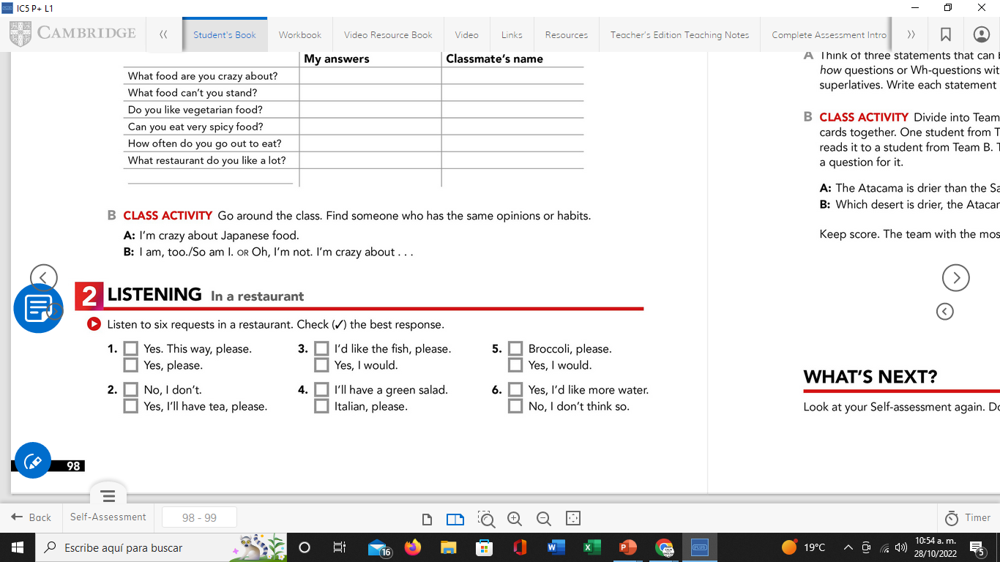 IC5 P+ L1
CAMBRIDGE
Student's Book
Workbook
Video Resource Book
Video
Links
Resources
Teacher's Edition Teaching Notes
Complete Assessment Intro
My answers Classmate's name
What food are you crazy about?
What food can't you stand?
Do you like vegetarian food?
Can you eat very spicy food?
How often do you go out to eat?
What restaurant do you like a lot?
B CLASS ACTIVITY Go around the class. Find someone who has the same opinions or habits.
A: I'm crazy about Japanese food.
B: I am, too./So am I. OR Oh, I'm not. I'm crazy about . . .
2 LISTENING In a restaurant
Listen to six requests in a restaurant. Check (✓) the best response.
1. Yes. This way, please.
Yes, please.
2. No, I don't.
Yes, I'll have tea, please.
3. I'd like the fish, please.
Yes, I would.
4. I'll have a green salad.
Italian, please.
5. Broccoli, please.
Yes, I would.
6. Yes, I'd like more water.
No, I don't think so.
98
A Think of three statements that can
how questions or Wh-questions wit
superlatives. Write each statement
B CLASS ACTIVITY Divide into Team
cards together. One student from T
reads it to a student from Team B. T
a question for it.
A: The Atacama is drier than the Sa
B: Which desert is drier, the Atacar
Keep score. The team with the mos
WHAT'S NEXT?
Look at your Self-assessment again. Do
Back
Self-Assessment
98 - 99
Timer
Escribe aquí para buscar
16
PLUS
19°C
10:54 a. m.
28/10/2022
5